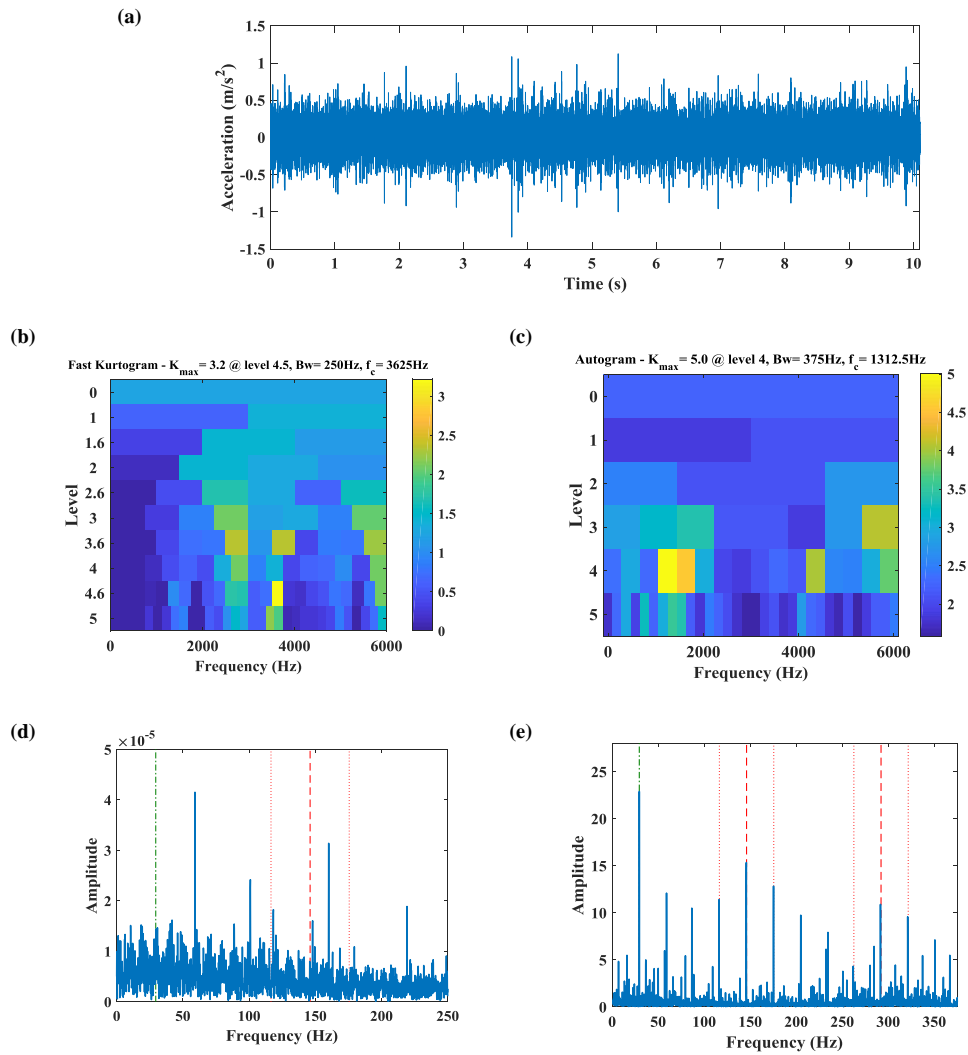 (a)
1.5
1
0.5
0
-0.5
-1
-1.5
Acceleration (m/s²)
0 1 2 3 4 5 6 7 8 9 10
Time (s)
(b)
Fast Kurtogram - K_max = 3.2 @ level 4.5, Bw= 250Hz, f_c= 3625Hz
0
1
1.6
2
2.6
3
3.6
4
4.6
5
Level
0 2000 4000 6000
Frequency (Hz)
3
2.5
2
1.5
1
0.5
0
(c)
Autogram - K_max = 5.0 @ level 4, Bw= 375Hz, f_c= 1312.5Hz
0
1
2
3
4
5
Level
0 2000 4000 6000
Frequency (Hz)
5
4.5
4
3.5
3
2.5
2
(d)
×10⁻⁵
5
4
3
2
1
0
Amplitude
0 50 100 150 200 250
Frequency (Hz)
(e)
25
20
15
10
5
0
Amplitude
0 50 100 150 200 250 300 350
Frequency (Hz)